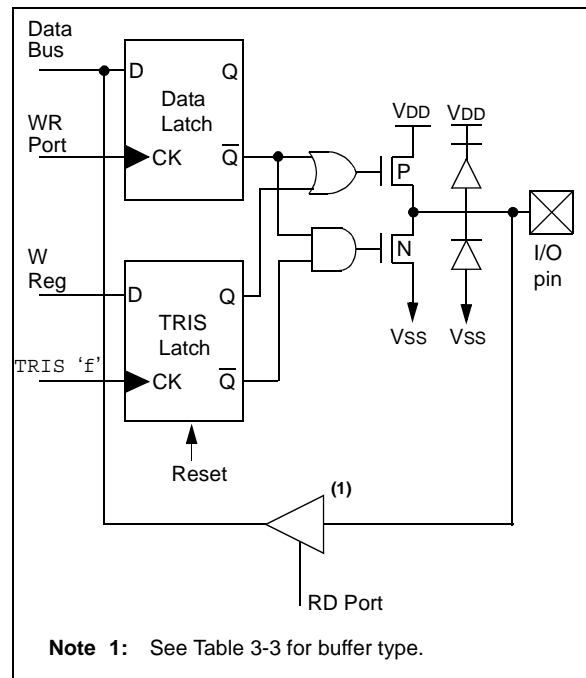 Data
Bus
D
Q
Data
Latch
WR
Port
CK
Q
VDD
VDD
P
N
I/O
pin
W
Reg
D
Q
TRIS
Latch
VSS
VSS
TRIS 'f'
CK
Q
Reset
(1)
RD Port
Note 1: See Table 3-3 for buffer type.